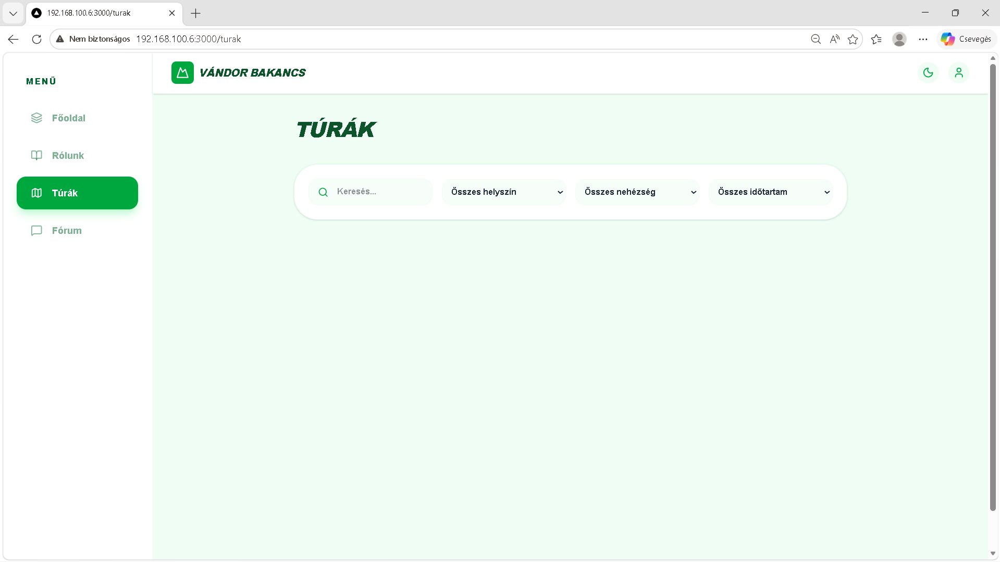 192.168.100.6:3000/turak
Nem biztonságos 192.168.100.6:3000/turak
Csevegés
MENÜ
VÁNDOR BAKANCS
Főoldal
Rólunk
Túrák
Fórum
TÚRÁK
Keresés... Összes helyszín Összes nehézség Összes időtartam